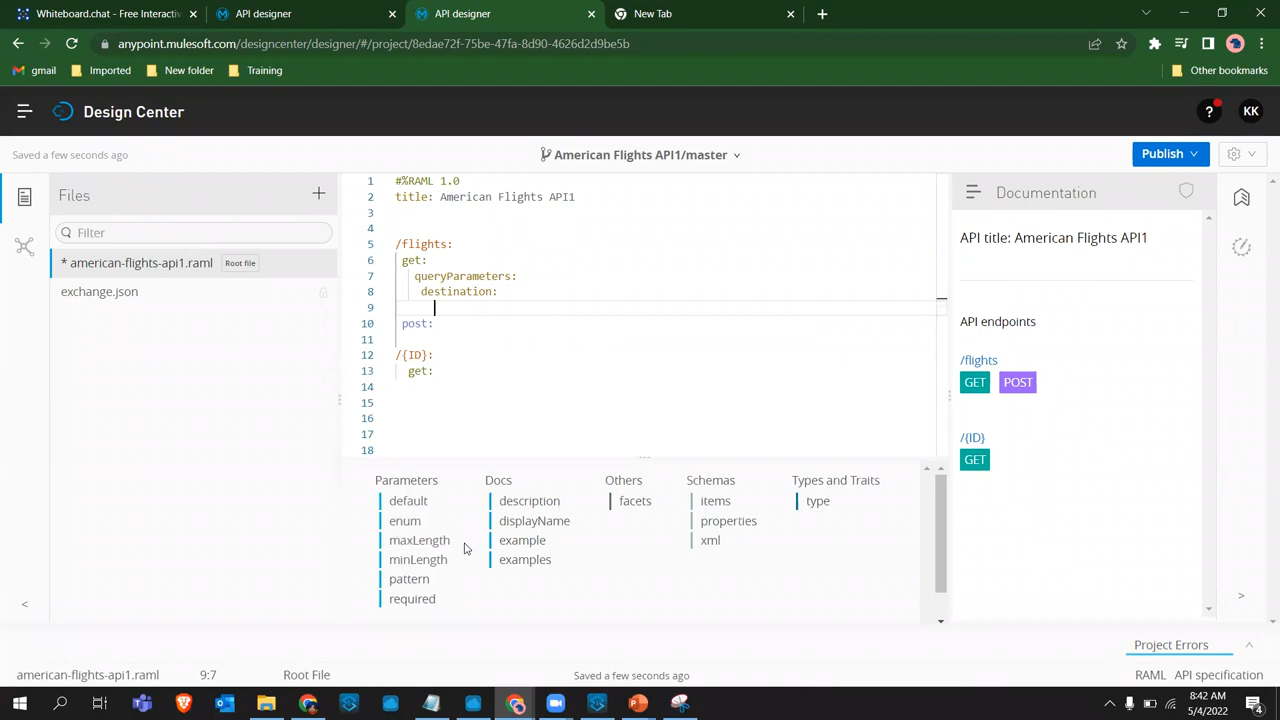 Whiteboard.chat - Free Interactiv
API designer
API designer
New Tab
anypoint.mulesoft.com/designcenter/designer/#/project/8edae72f-75be-47fa-8d90-4626d2d9be5b
gmail
Imported
New folder
Training
Other bookmarks
Design Center
?
KK
Saved a few seconds ago
American Flights API1/master
Publish
Files
Filter
* american-flights-api1.raml
Root file
exchange.json
1 #%RAML 1.0
2 title: American Flights API1
3
4
5 /flights:
6 get:
7 queryParameters:
8 destination:
9
10 post:
11
12 /{ID}:
13 get:
14
15
16
17
18
Documentation
API title: American Flights API1
API endpoints
/flights
GET POST
/{ID}
GET
Parameters
default
enum
maxLength
minLength
pattern
required
Docs
description
displayName
example
examples
Others
facets
Schemas
items
properties
xml
Types and Traits
type
Project Errors
american-flights-api1.raml
9:7
Root File
Saved a few seconds ago
RAML
API specification
8:42 AM
5/4/2022
4